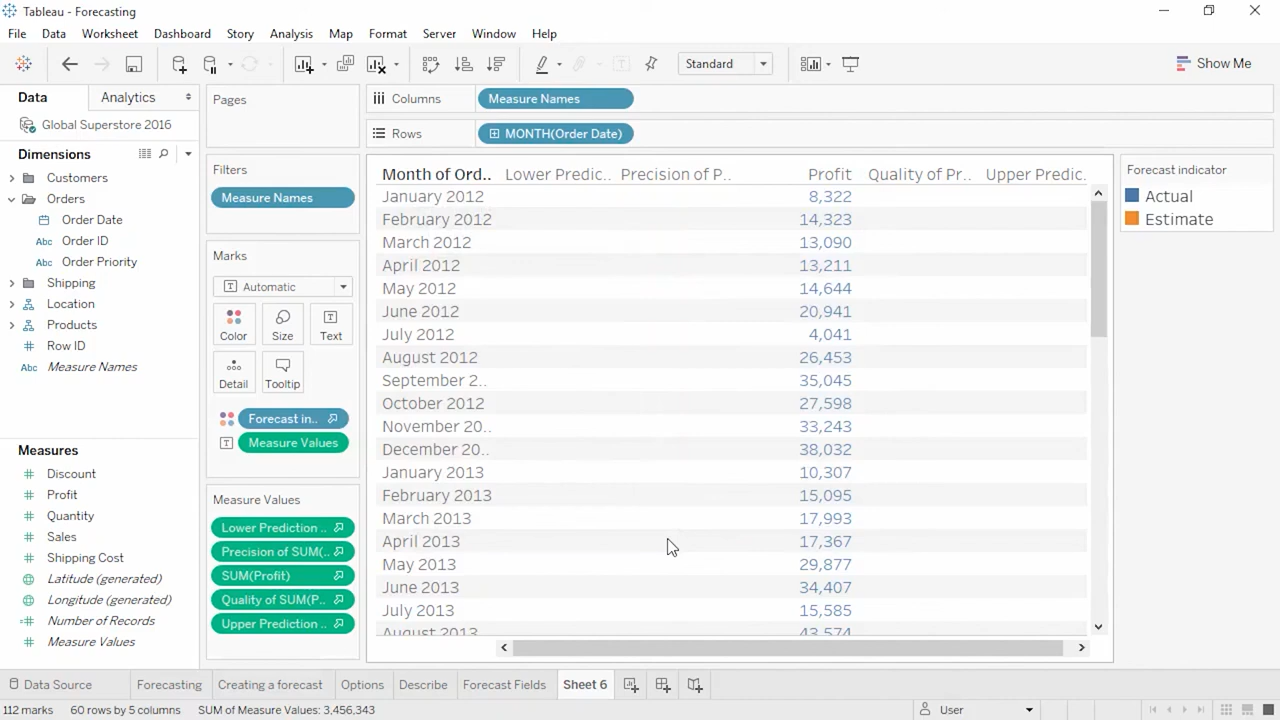 Tableau - Forecasting
File Data Worksheet Dashboard Story Analysis Map Format Server Window Help
Standard
Show Me
Data Analytics
Global Superstore 2016
Dimensions
Customers
Orders
Order Date
Abc Order ID
Abc Order Priority
Shipping
Location
Products
Row ID
Abc Measure Names
Measures
Discount
Profit
Quantity
Sales
Shipping Cost
Latitude (generated)
Longitude (generated)
Number of Records
Measure Values
Pages
Filters
Measure Names
Marks
Automatic
Color Size Text
Detail Tooltip
Forecast in..
Measure Values
Measure Values
Lower Prediction ..
Precision of SUM(..
SUM(Profit)
Quality of SUM(P..
Upper Prediction ..
Columns Measure Names
Rows MONTH(Order Date)
Month of Ord.. Lower Predic.. Precision of P.. Profit Quality of Pr.. Upper Predic.
January 2012 8,322
February 2012 14,323
March 2012 13,090
April 2012 13,211
May 2012 14,644
June 2012 20,941
July 2012 4,041
August 2012 26,453
September 2.. 35,045
October 2012 27,598
November 20.. 33,243
December 20.. 38,032
January 2013 10,307
February 2013 15,095
March 2013 17,993
April 2013 17,367
May 2013 29,877
June 2013 34,407
July 2013 15,585
August 2013 43,574
Forecast indicator
Actual
Estimate
Data Source Forecasting Creating a forecast Options Describe Forecast Fields Sheet 6
112 marks 60 rows by 5 columns SUM of Measure Values: 3,456,343 User